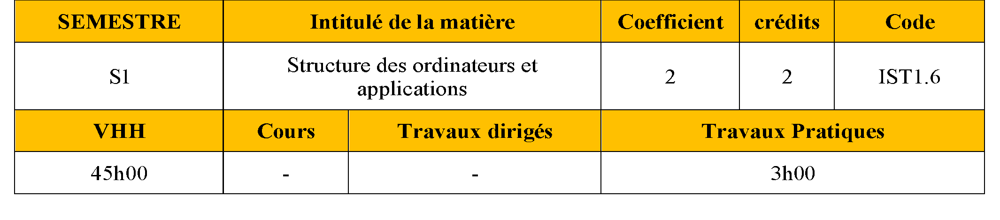 SEMESTRE Intitulé de la matière Coefficient crédits Code
S1 Structure des ordinateurs et applications 2 2 IST1.6
VHH Cours Travaux dirigés Travaux Pratiques
45h00 - - 3h00